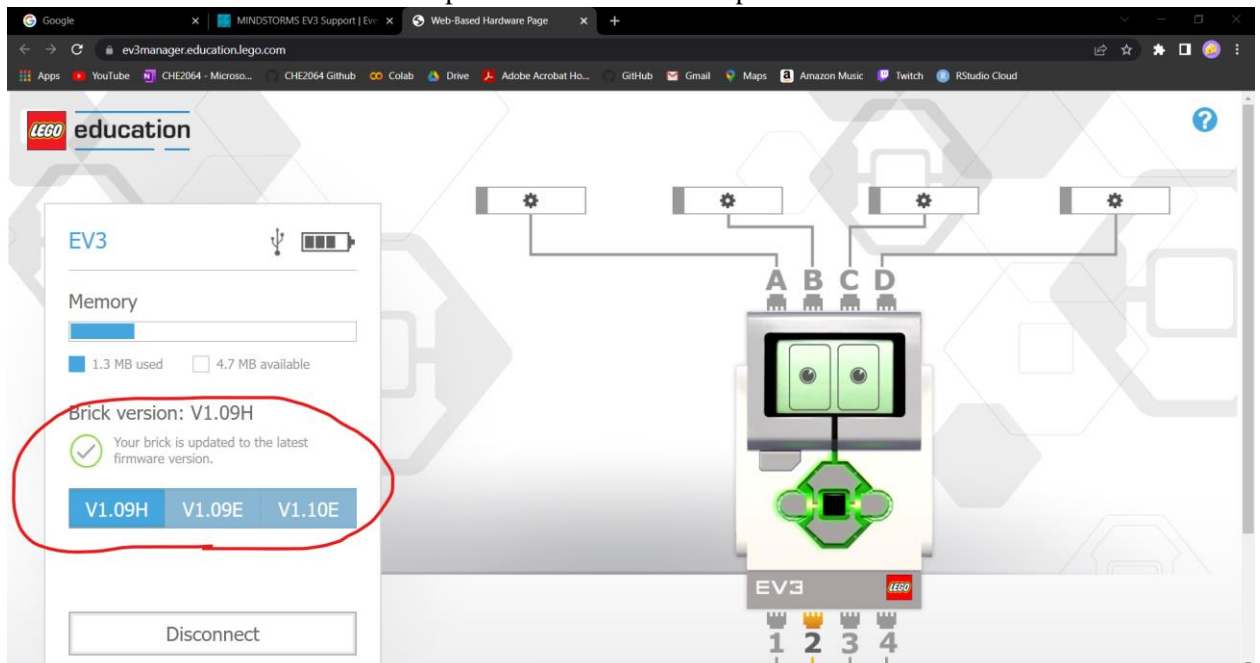 Google
MINDSTORMS EV3 Support | Eve
Web-Based Hardware Page
ev3manager.education.lego.com
Apps
YouTube
CHE2064 - Microso...
CHE2064 Github
Colab
Drive
Adobe Acrobat Ho...
GitHub
Gmail
Maps
Amazon Music
Twitch
RStudio Cloud
LEGO education
?
EV3
Memory
1.3 MB used 4.7 MB available
Brick version: V1.09H
Your brick is updated to the latest
firmware version.
V1.09H V1.09E V1.10E
Disconnect
A B C D
EV3 LEGO
1 2 3 4